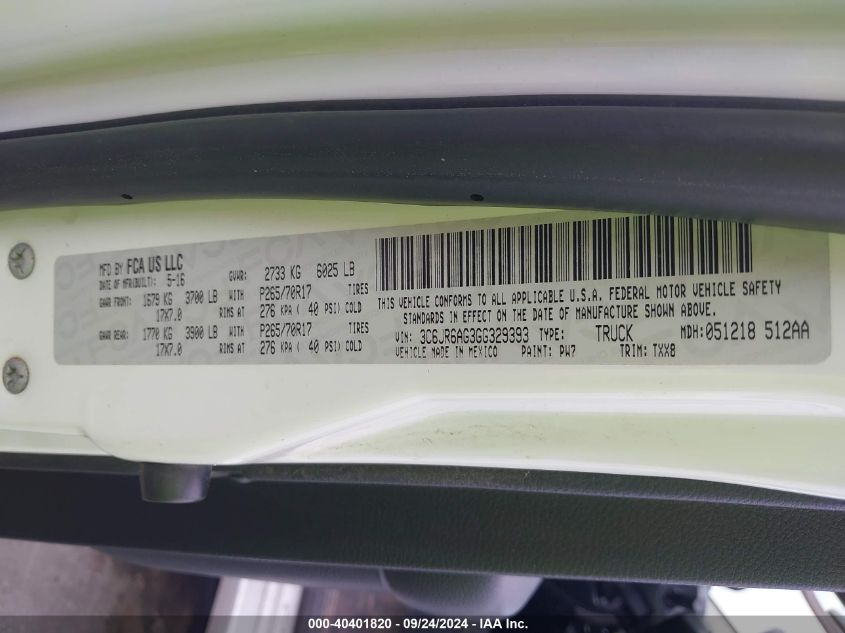 MFD BY FCA US LLC
DATE OF MFR(BUILT): 5-16
GVWR: 2733 KG 6025 LB
GAWR FRONT: 1679 KG 3700 LB WITH P265/70R17 TIRES
17X7.0 RIMS AT 276 KPA ( 40 PSI) COLD
GAWR REAR: 1770 KG 3900 LB WITH P265/70R17 TIRES
17X7.0 RIMS AT 276 KPA ( 40 PSI) COLD
THIS VEHICLE CONFORMS TO ALL APPLICABLE U.S.A. FEDERAL MOTOR VEHICLE SAFETY
STANDARDS IN EFFECT ON THE DATE OF MANUFACTURE SHOWN ABOVE.
VIN: 3C6JR6AG3GG329393 TYPE: TRUCK MDH:051218 512AA
VEHICLE MADE IN MEXICO PAINT: PW7 TRIM: TXX8
000-40401820 - 09/24/2024 - IAA Inc.